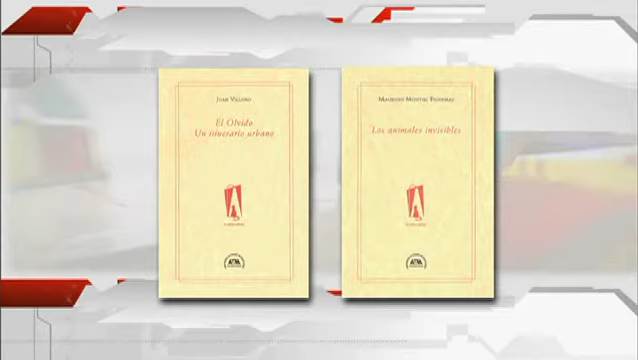 JUAN VILLORO
El Olvido
Un itinerario urbano
MAURICIO MONTIEL FIGUEIRAS
Los animales invisibles